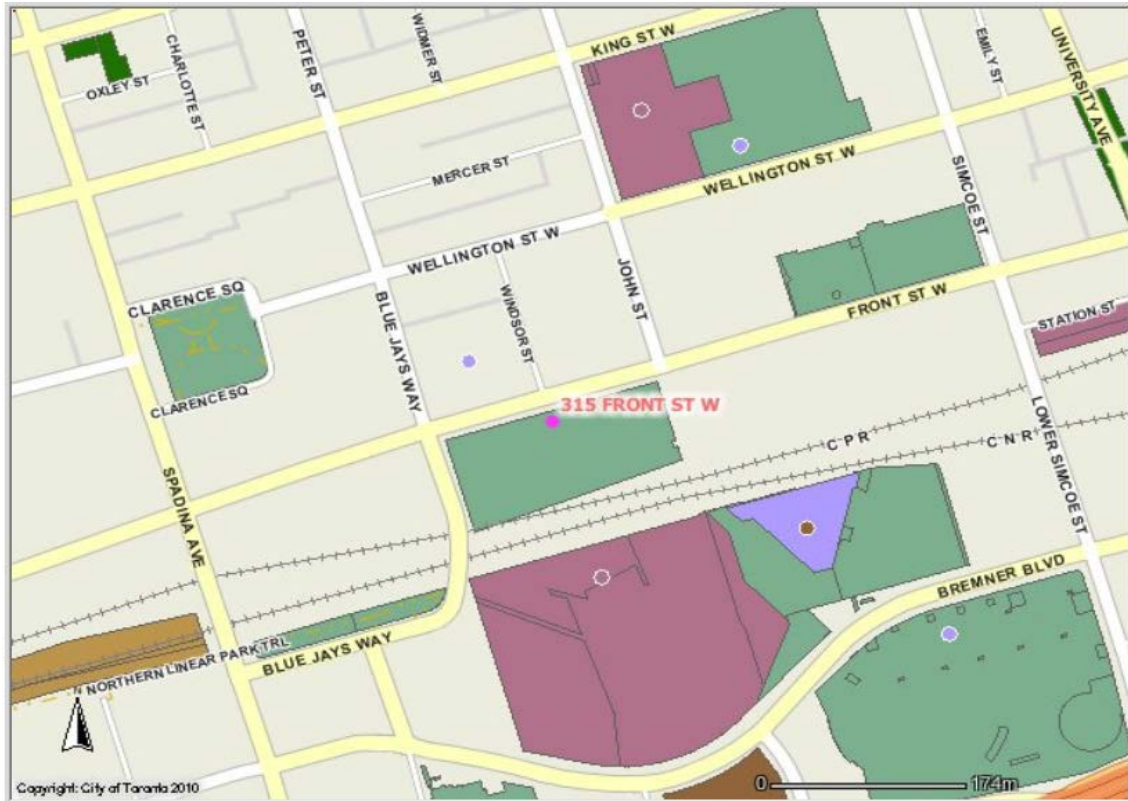 KING ST W
WIDMER ST
PETER ST
CHARLOTTE ST
OXLEY ST
EMILY ST
UNIVERSITY AVE
MERCER ST
WELLINGTON ST W
SIMCOE ST
WELLINGTON ST W
JOHN ST
CLARENCE SQ
BLUE JAYS WAY
WINDSOR ST
FRONT ST W
STATION ST
CLARENCE SQ
315 FRONT ST W
C P R
C N R
LOWER SIMCOE ST
SPADINA AVE
BREMNER BLVD
BLUE JAYS WAY
NORTHERN LINEAR PARK TRL
N
Copyright: City of Toronto 2010
0 174m